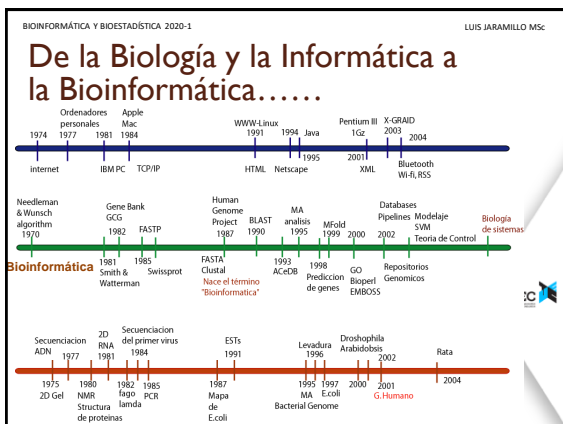 BIOINFORMÁTICA Y BIOESTADÍSTICA 2020-1
LUIS JARAMILLO MSc
De la Biología y la Informática a
la Bioinformática……
Ordenadores
personales
Apple
Mac
WWW-Linux
Pentium III
1Gz
X-GRAID
1974
1977
1981
1984
1991
1994
Java
2003
2004
1995
2001
internet
IBM PC
TCP/IP
HTML
Netscape
XML
Bluetooth
Wi-fi, RSS
Needleman
& Wunsch
algorithm
1970
Gene Bank
GCG
1982
FASTP
Human
Genome
Project
1987
BLAST
1990
MA
analisis
1995
MFold
1999
2000
Databases
Pipelines
2002
Modelaje
SVM
Teoria de Control
Biología
de sistemas
Bioinformática
1981
Smith &
Watterman
1985
Swissprot
FASTA
Clustal
Nace el término
"Bioinformatica"
1993
ACeDB
1998
Prediccion
de genes
GO
Bioperl
EMBOSS
Repositorios
Genomicos
Secuenciacion
ADN
1977
2D
RNA
1981
Secuenciacion
del primer virus
1984
ESTs
1991
Levadura
1996
Droshophila
Arabidobsis
2002
Rata
1975
2D Gel
1980
NMR
Structura
de proteinas
1982
fago
lamda
1985
PCR
1987
Mapa
de
E.coli
1995
MA
Bacterial Genome
1997
E.coli
2000
2001
G. Humano
2004